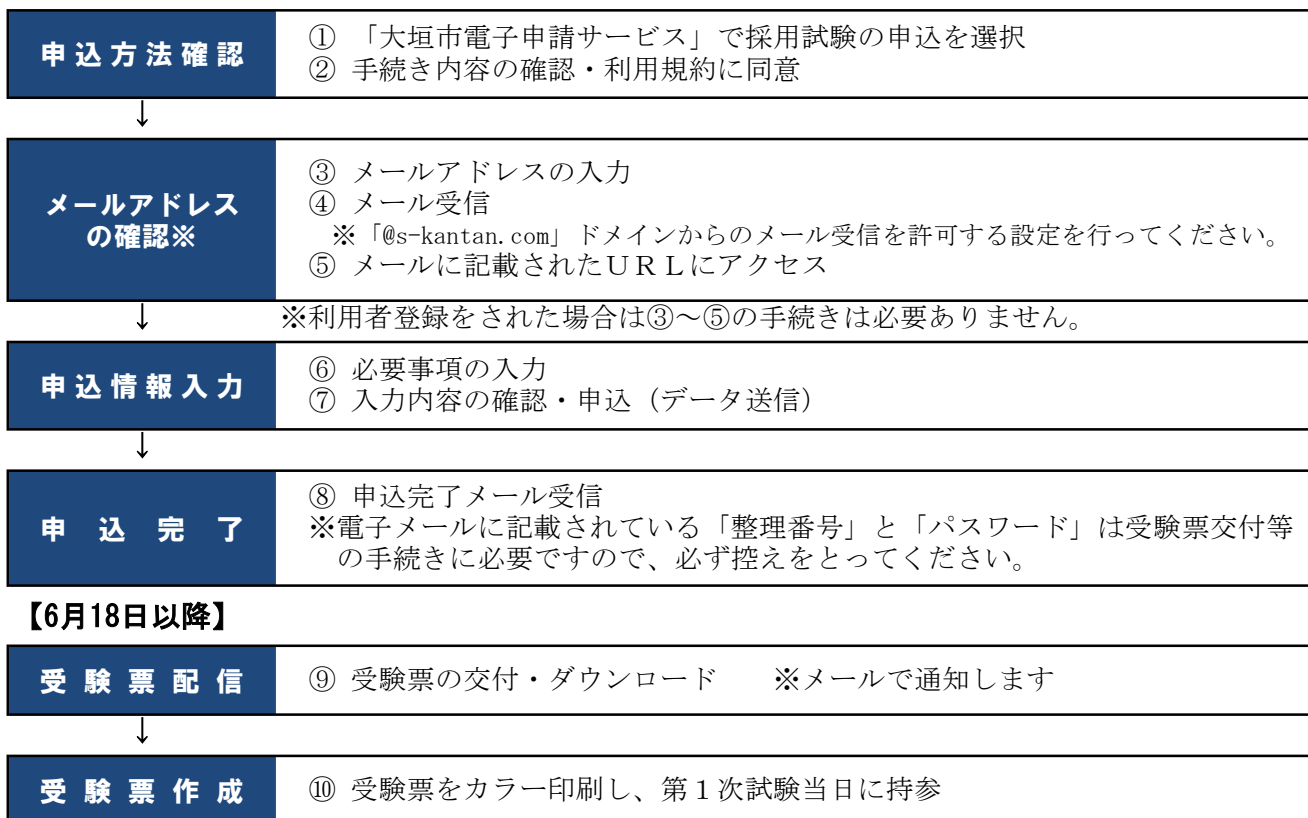 申込方法確認
① 「大垣市電子申請サービス」で採用試験の申込を選択
② 手続き内容の確認・利用規約に同意
↓
メールアドレス
の確認※
③ メールアドレスの入力
④ メール受信
※「@s-kantan.com」ドメインからのメール受信を許可する設定を行ってください。
⑤ メールに記載されたＵＲＬにアクセス
↓ ※利用者登録をされた場合は③～⑤の手続きは必要ありません。
申込情報入力
⑥ 必要事項の入力
⑦ 入力内容の確認・申込（データ送信）
↓
申込完了
⑧ 申込完了メール受信
※電子メールに記載されている「整理番号」と「パスワード」は受験票交付等
の手続きに必要ですので、必ず控えをとってください。
【6月18日以降】
受験票配信
⑨ 受験票の交付・ダウンロード　　※メールで通知します
↓
受験票作成
⑩ 受験票をカラー印刷し、第１次試験当日に持参